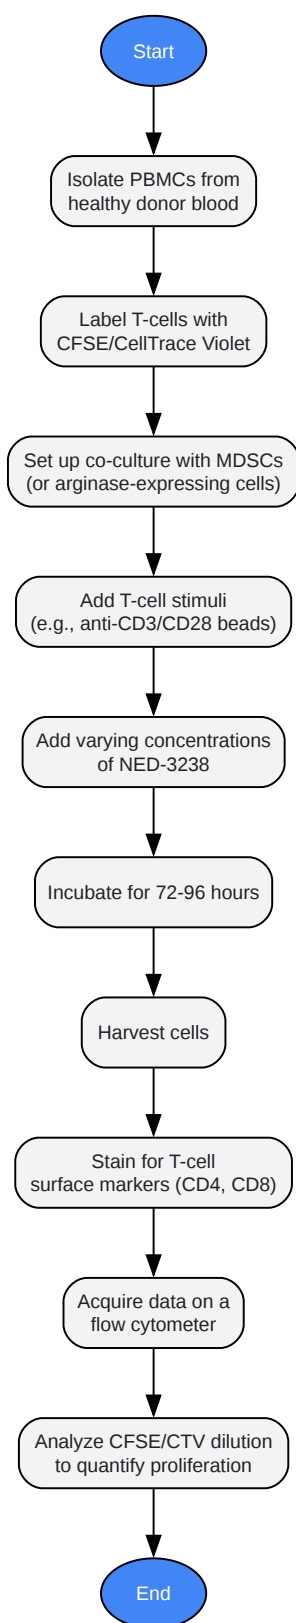 Start
Isolate PBMCs from
healthy donor blood
Label T-cells with
CFSE/CellTrace Violet
Set up co-culture with MDSCs
(or arginase-expressing cells)
Add T-cell stimuli
(e.g., anti-CD3/CD28 beads)
Add varying concentrations
of NED-3238
Incubate for 72-96 hours
Harvest cells
Stain for T-cell
surface markers (CD4, CD8)
Acquire data on a
flow cytometer
Analyze CFSE/CTV dilution
to quantify proliferation
End